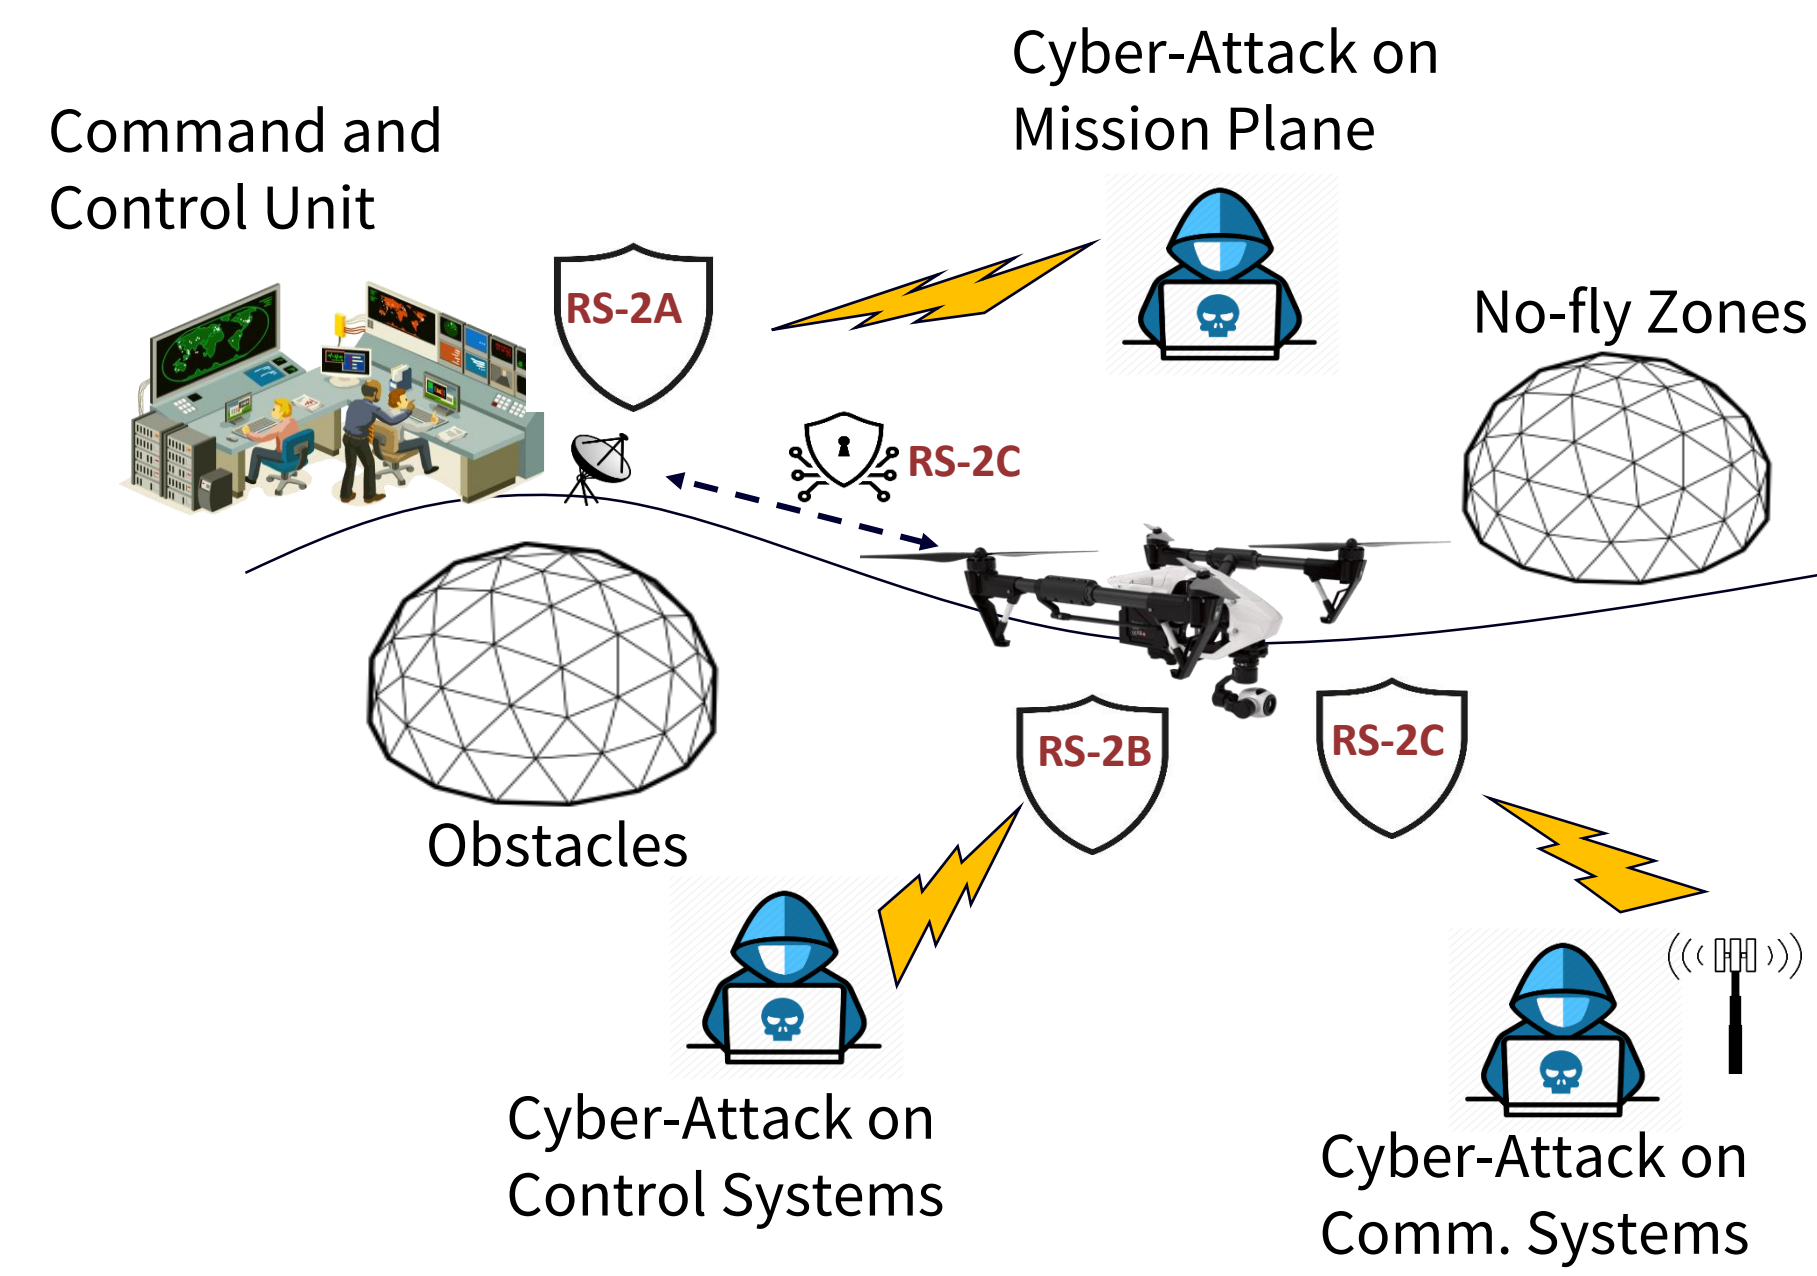 Cyber-Attack on
Mission Plane
Command and
Control Unit
RS-2A
No-fly Zones
RS-2C
RS-2B
RS-2C
Obstacles
Cyber-Attack on
Control Systems
Cyber-Attack on
Comm. Systems